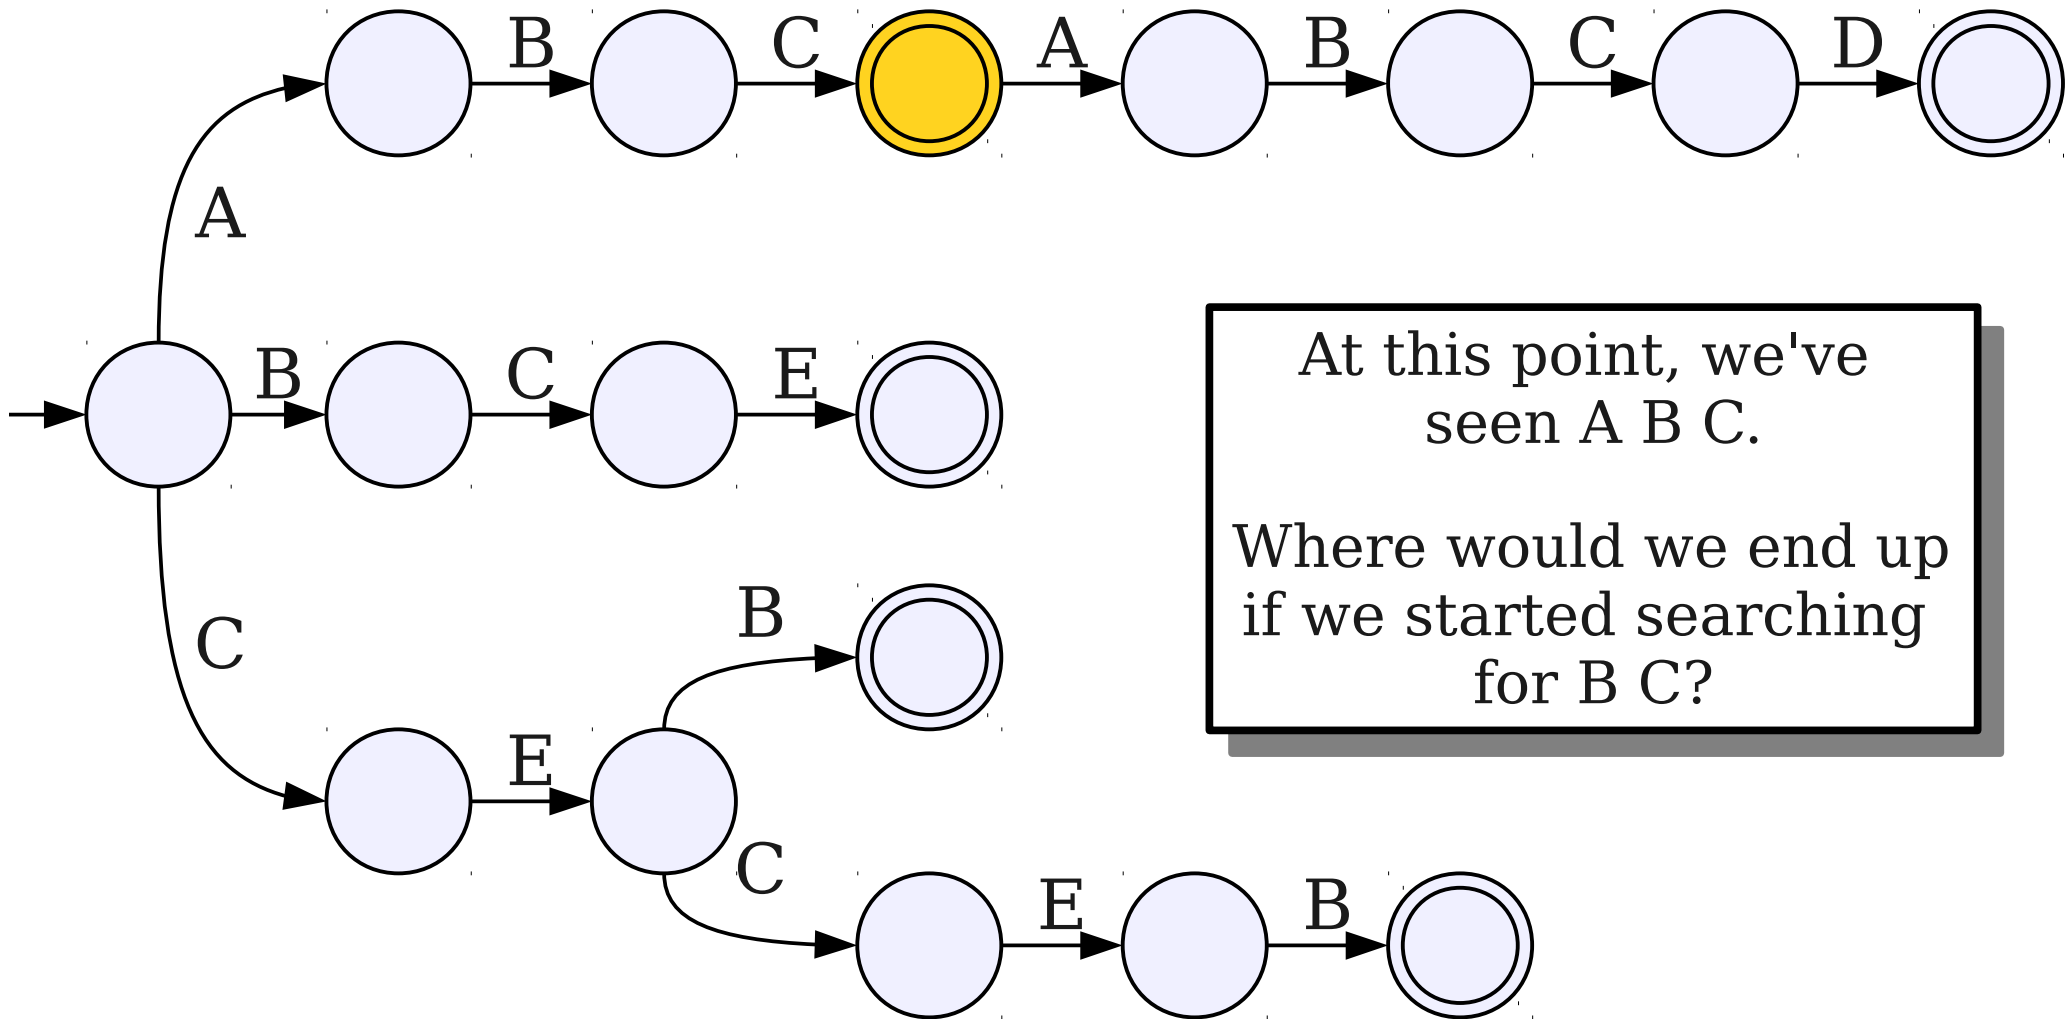 B C A B C D
A
B C E
At this point, we've
seen A B C.
Where would we end up
if we started searching
for B C?
B
C
E
C
E B